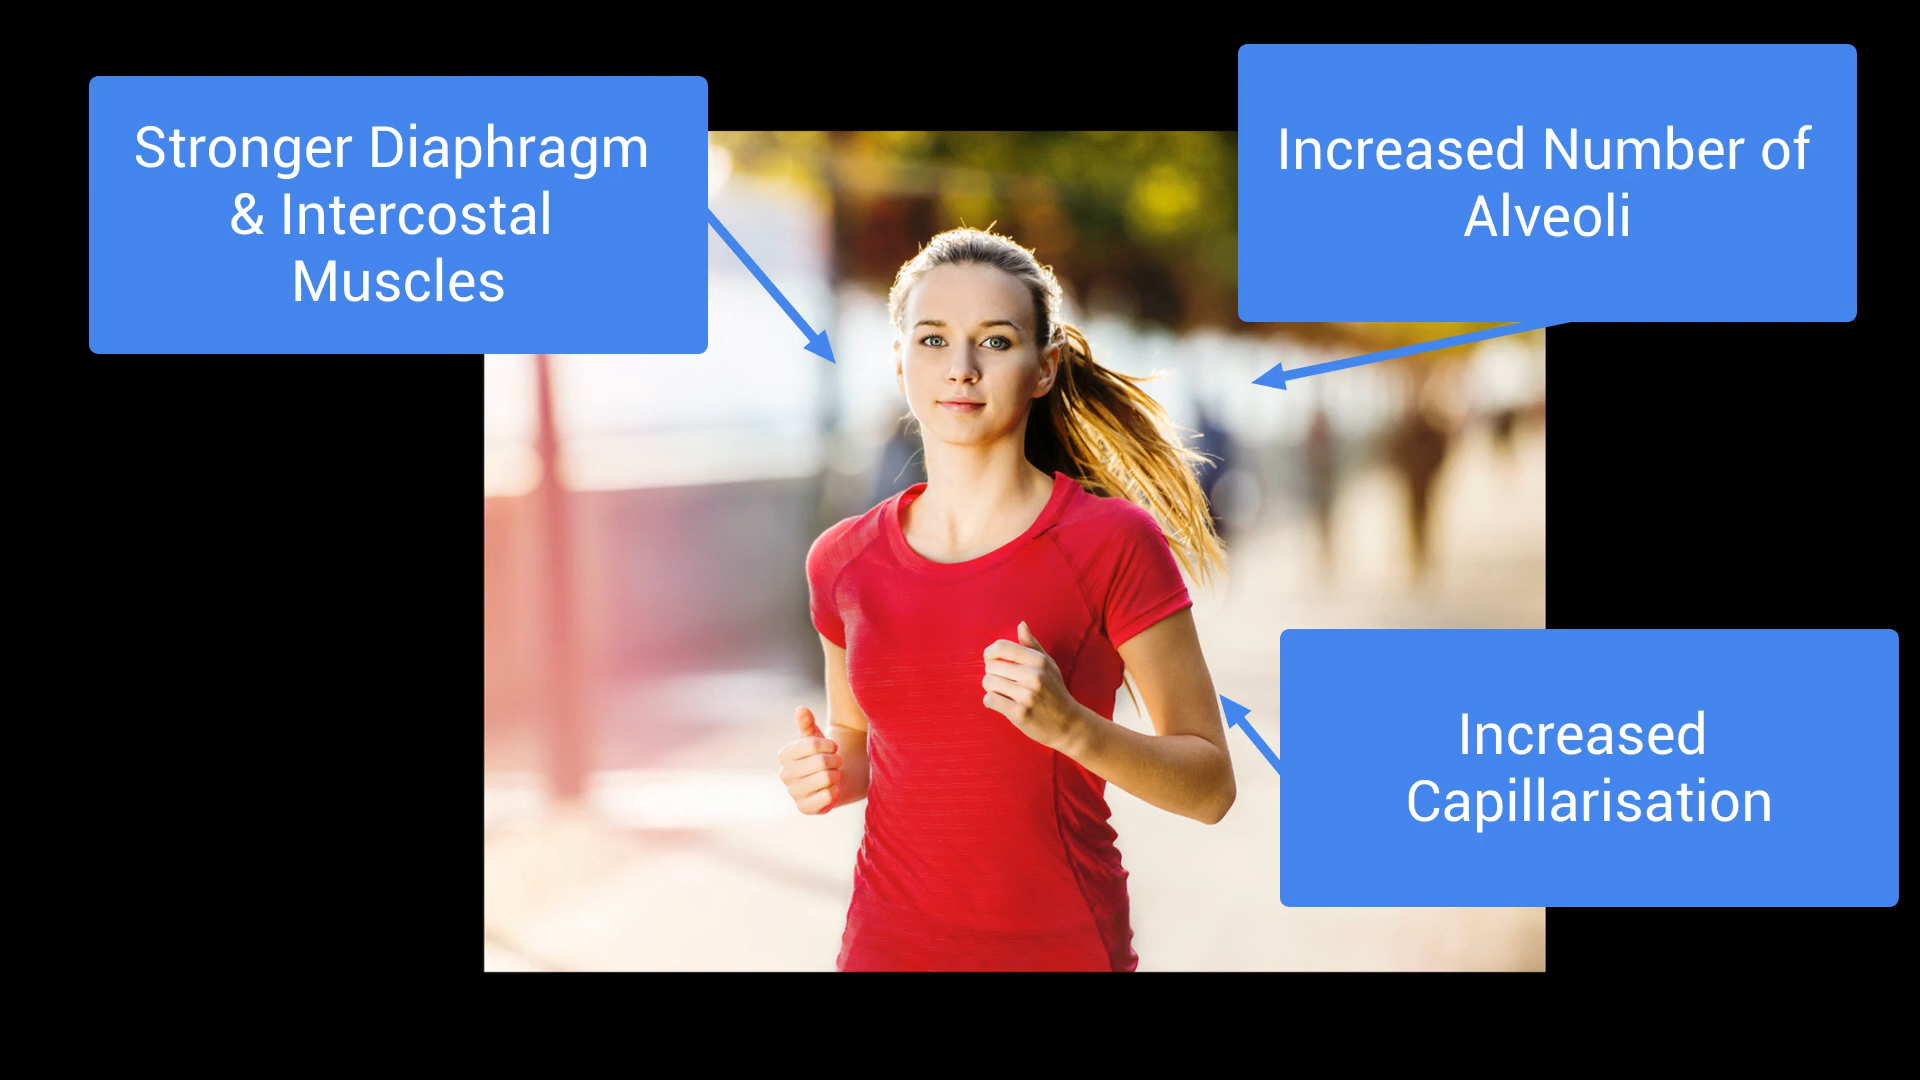 Stronger Diaphragm
& Intercostal
Muscles
Increased Number of
Alveoli
Increased
Capillarisation